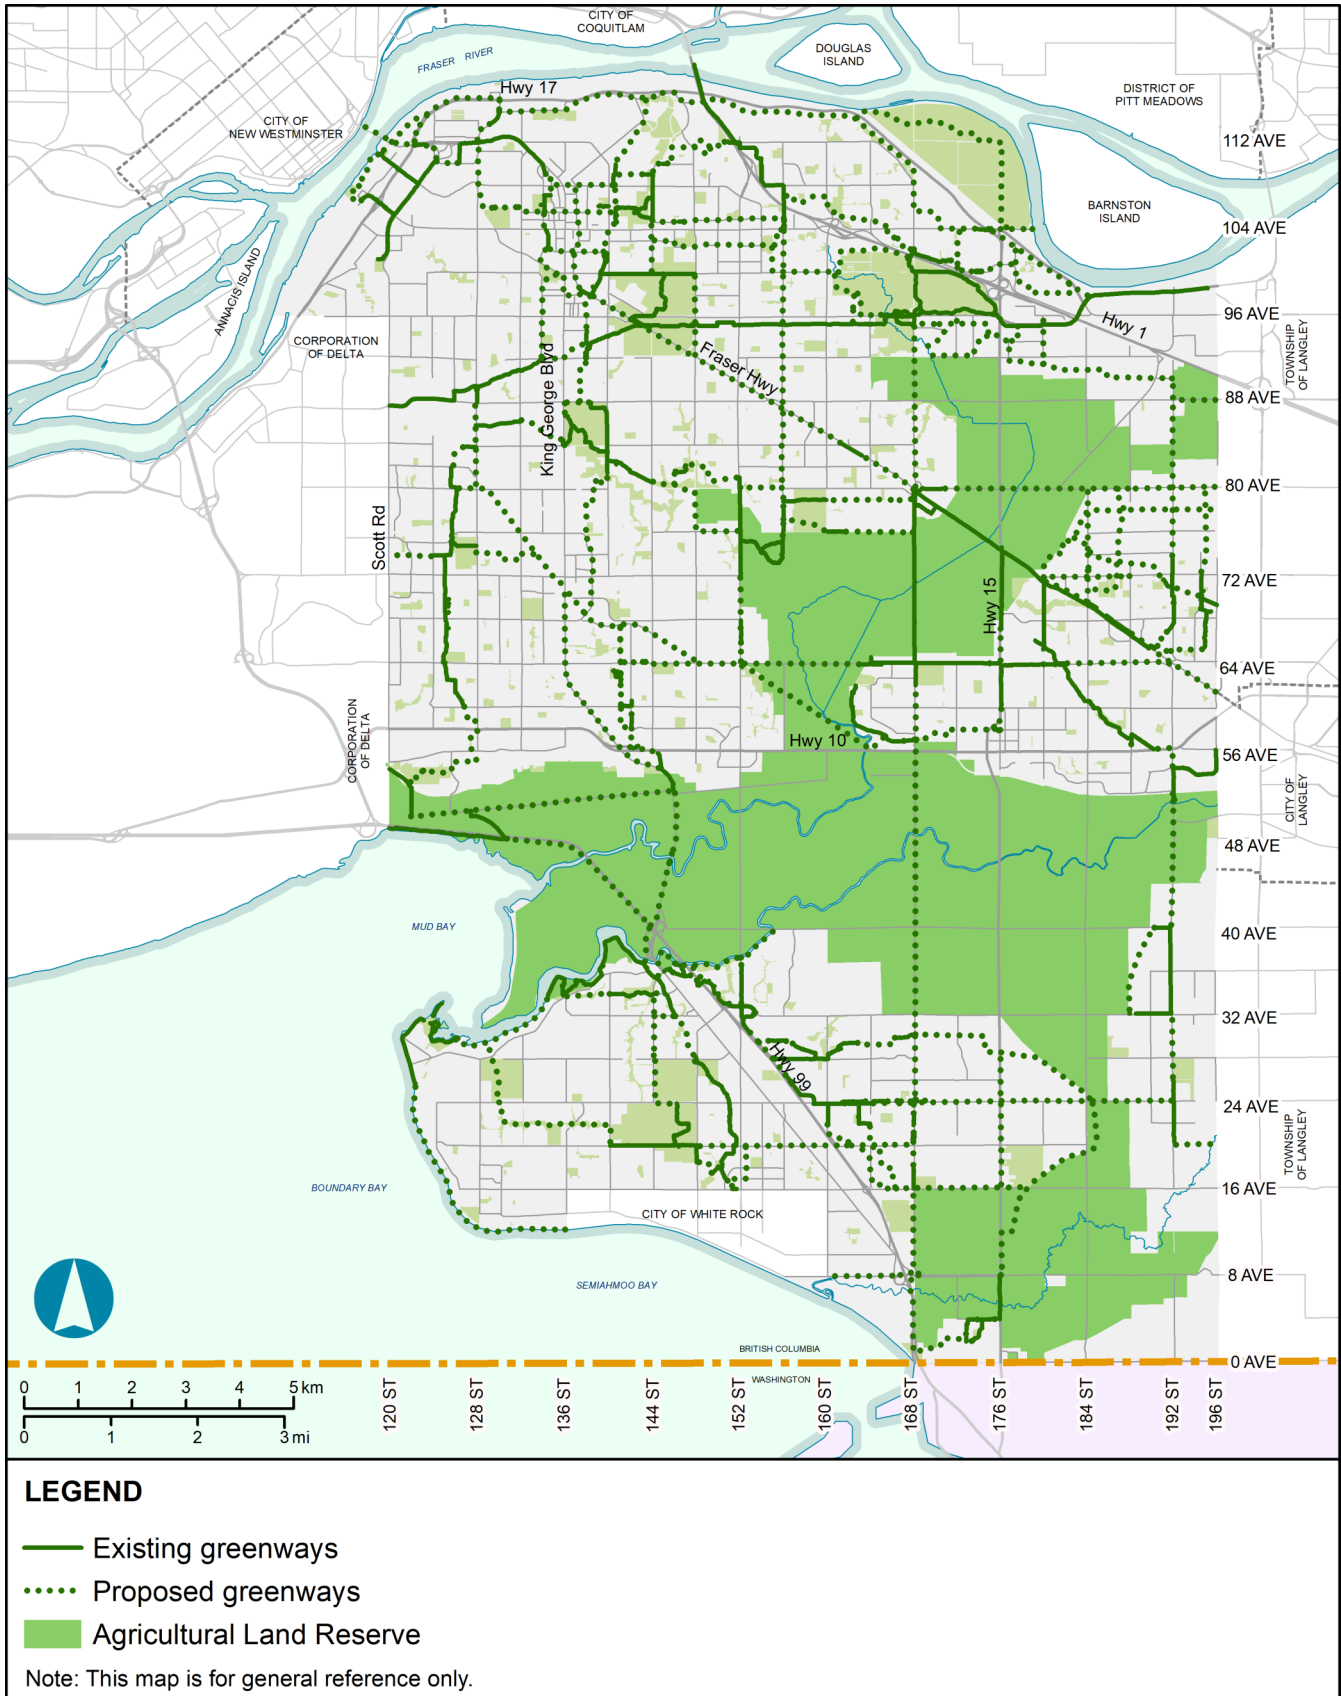 CITY OF
COQUITLAM
FRASER RIVER
DOUGLAS
ISLAND
Hwy 17
DISTRICT OF
PITT MEADOWS
CITY OF
NEW WESTMINSTER
112 AVE
BARNSTON
ISLAND
104 AVE
ANNACIS ISLAND
96 AVE
Hwy 1
CORPORATION
OF DELTA
TOWNSHIP
OF LANGLEY
King George Blvd
Fraser Hwy
88 AVE
80 AVE
Scott Rd
72 AVE
Hwy 15
64 AVE
CORPORATION
OF DELTA
Hwy 10
56 AVE
CITY OF
LANGLEY
48 AVE
MUD BAY
40 AVE
32 AVE
Hwy 99
24 AVE
TOWNSHIP
OF LANGLEY
BOUNDARY BAY
16 AVE
CITY OF WHITE ROCK
SEMIAHMOO BAY
8 AVE
BRITISH COLUMBIA
0 AVE
WASHINGTON
0 1 2 3 4 5 km
0 1 2 3 mi
120 ST
128 ST
136 ST
144 ST
152 ST
160 ST
168 ST
176 ST
184 ST
192 ST
196 ST
LEGEND
Existing greenways
Proposed greenways
Agricultural Land Reserve
Note: This map is for general reference only.